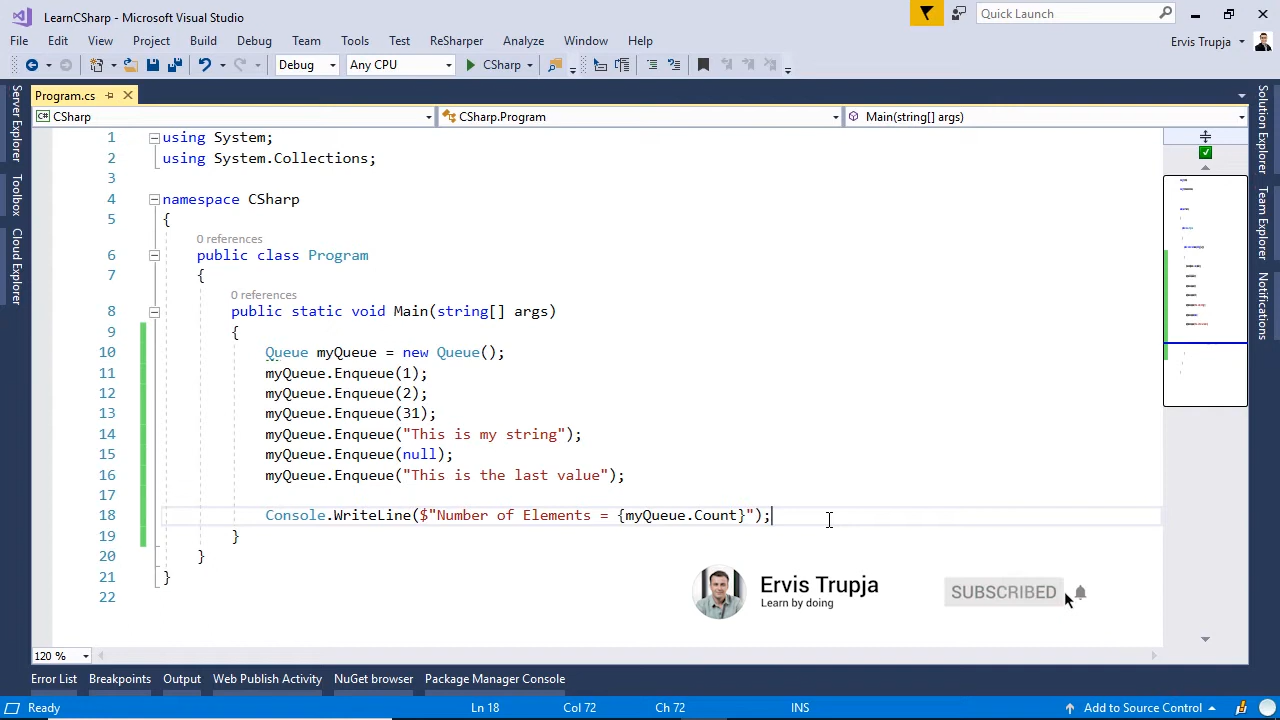 LearnCSharp - Microsoft Visual Studio
Quick Launch
File Edit View Project Build Debug Team Tools Test ReSharper Analyze Window Help
Ervis Trupja
Debug Any CPU CSharp
Program.cs
CSharp CSharp.Program Main(string[] args)
Server Explorer
Toolbox
Cloud Explorer
Solution Explorer
Team Explorer
Notifications
1 using System;
2 using System.Collections;
3
4 namespace CSharp
5 {
0 references
6 public class Program
7 {
0 references
8 public static void Main(string[] args)
9 {
10 Queue myQueue = new Queue();
11 myQueue.Enqueue(1);
12 myQueue.Enqueue(2);
13 myQueue.Enqueue(31);
14 myQueue.Enqueue("This is my string");
15 myQueue.Enqueue(null);
16 myQueue.Enqueue("This is the last value");
17
18 Console.WriteLine($"Number of Elements = {myQueue.Count}");
19 }
20 }
21 }
22
Ervis Trupja
Learn by doing
SUBSCRIBED
120 %
Error List Breakpoints Output Web Publish Activity NuGet browser Package Manager Console
Ready Ln 18 Col 72 Ch 72 INS Add to Source Control